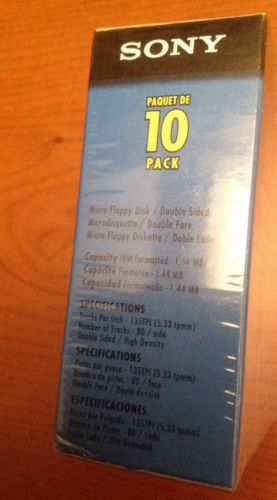 SONY
PAQUET DE
10
PACK
Micro Floppy Disk / Double Sided
Microdisquette / Double Face
Micro Floppy Diskette / Doble Lado
Capacity IBM formatted - 1,44 MB
Capacité Formatée - 1,44 MB
Capacidad Formateada - 1,44 MB
SPECIFICATIONS
Tracks Per Inch - 135TPI (5.33 tpmm)
Number of Tracks - 80 / side
Double Sided / High Density
SPECIFICATIONS
Pistes par pouce - 135TPI (5,33 tpmm)
Nombre de pistes - 80 / face
Double Face / Haute densité
ESPECIFICACIONES
Pistas por Pulgada - 135TPI (5,33 tpmm)
Número de Pistas - 80 / Lado
Doble Lado / Alta Densidad